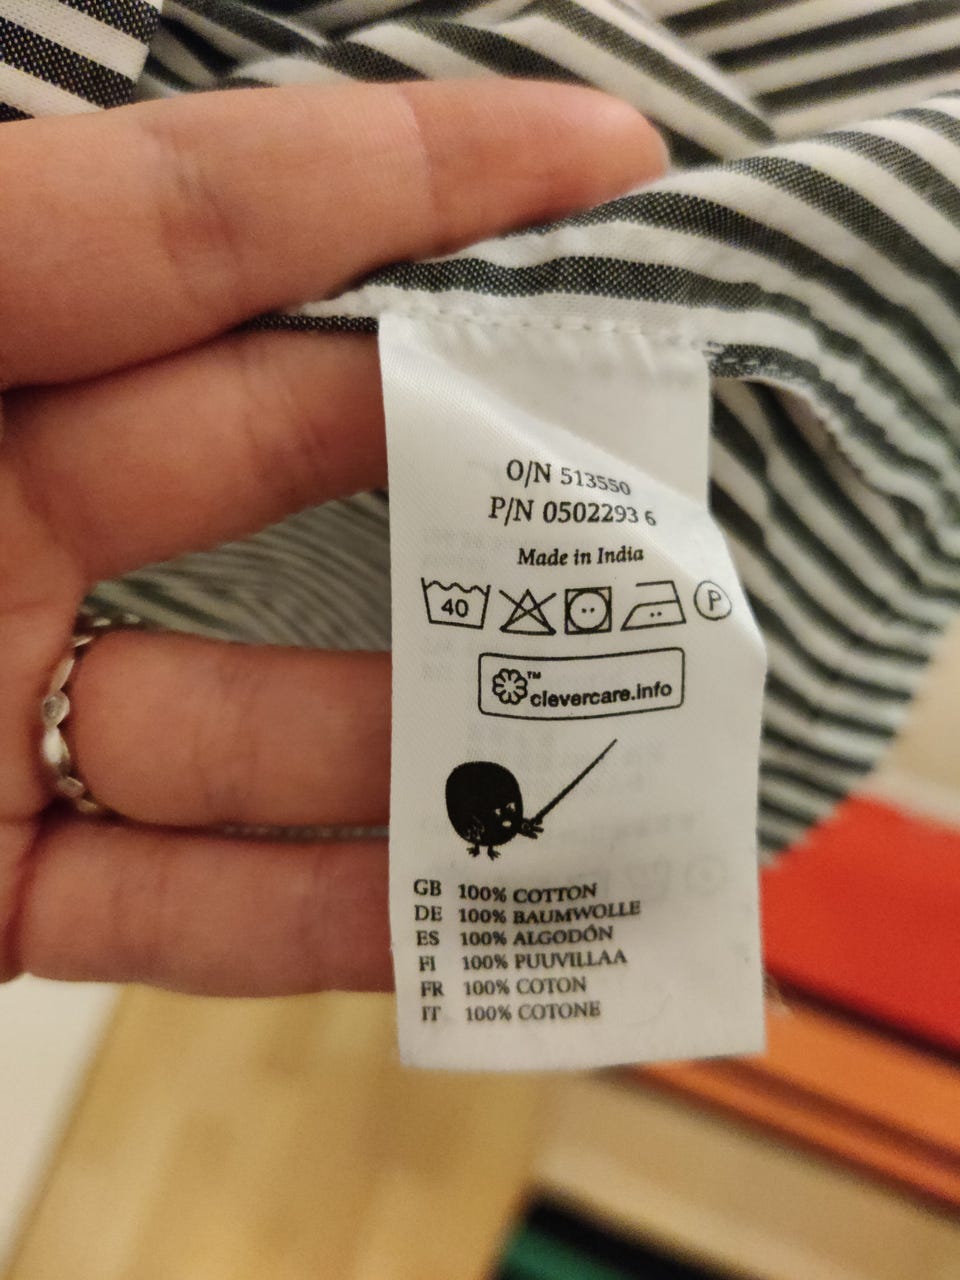 O/N 513550
P/N 0502293 6
Made in India
40 P
™
clevercare.info
GB 100% COTTON
DE 100% BAUMWOLLE
ES 100% ALGODÓN
FI 100% PUUVILLAA
FR 100% COTON
IT 100% COTONE